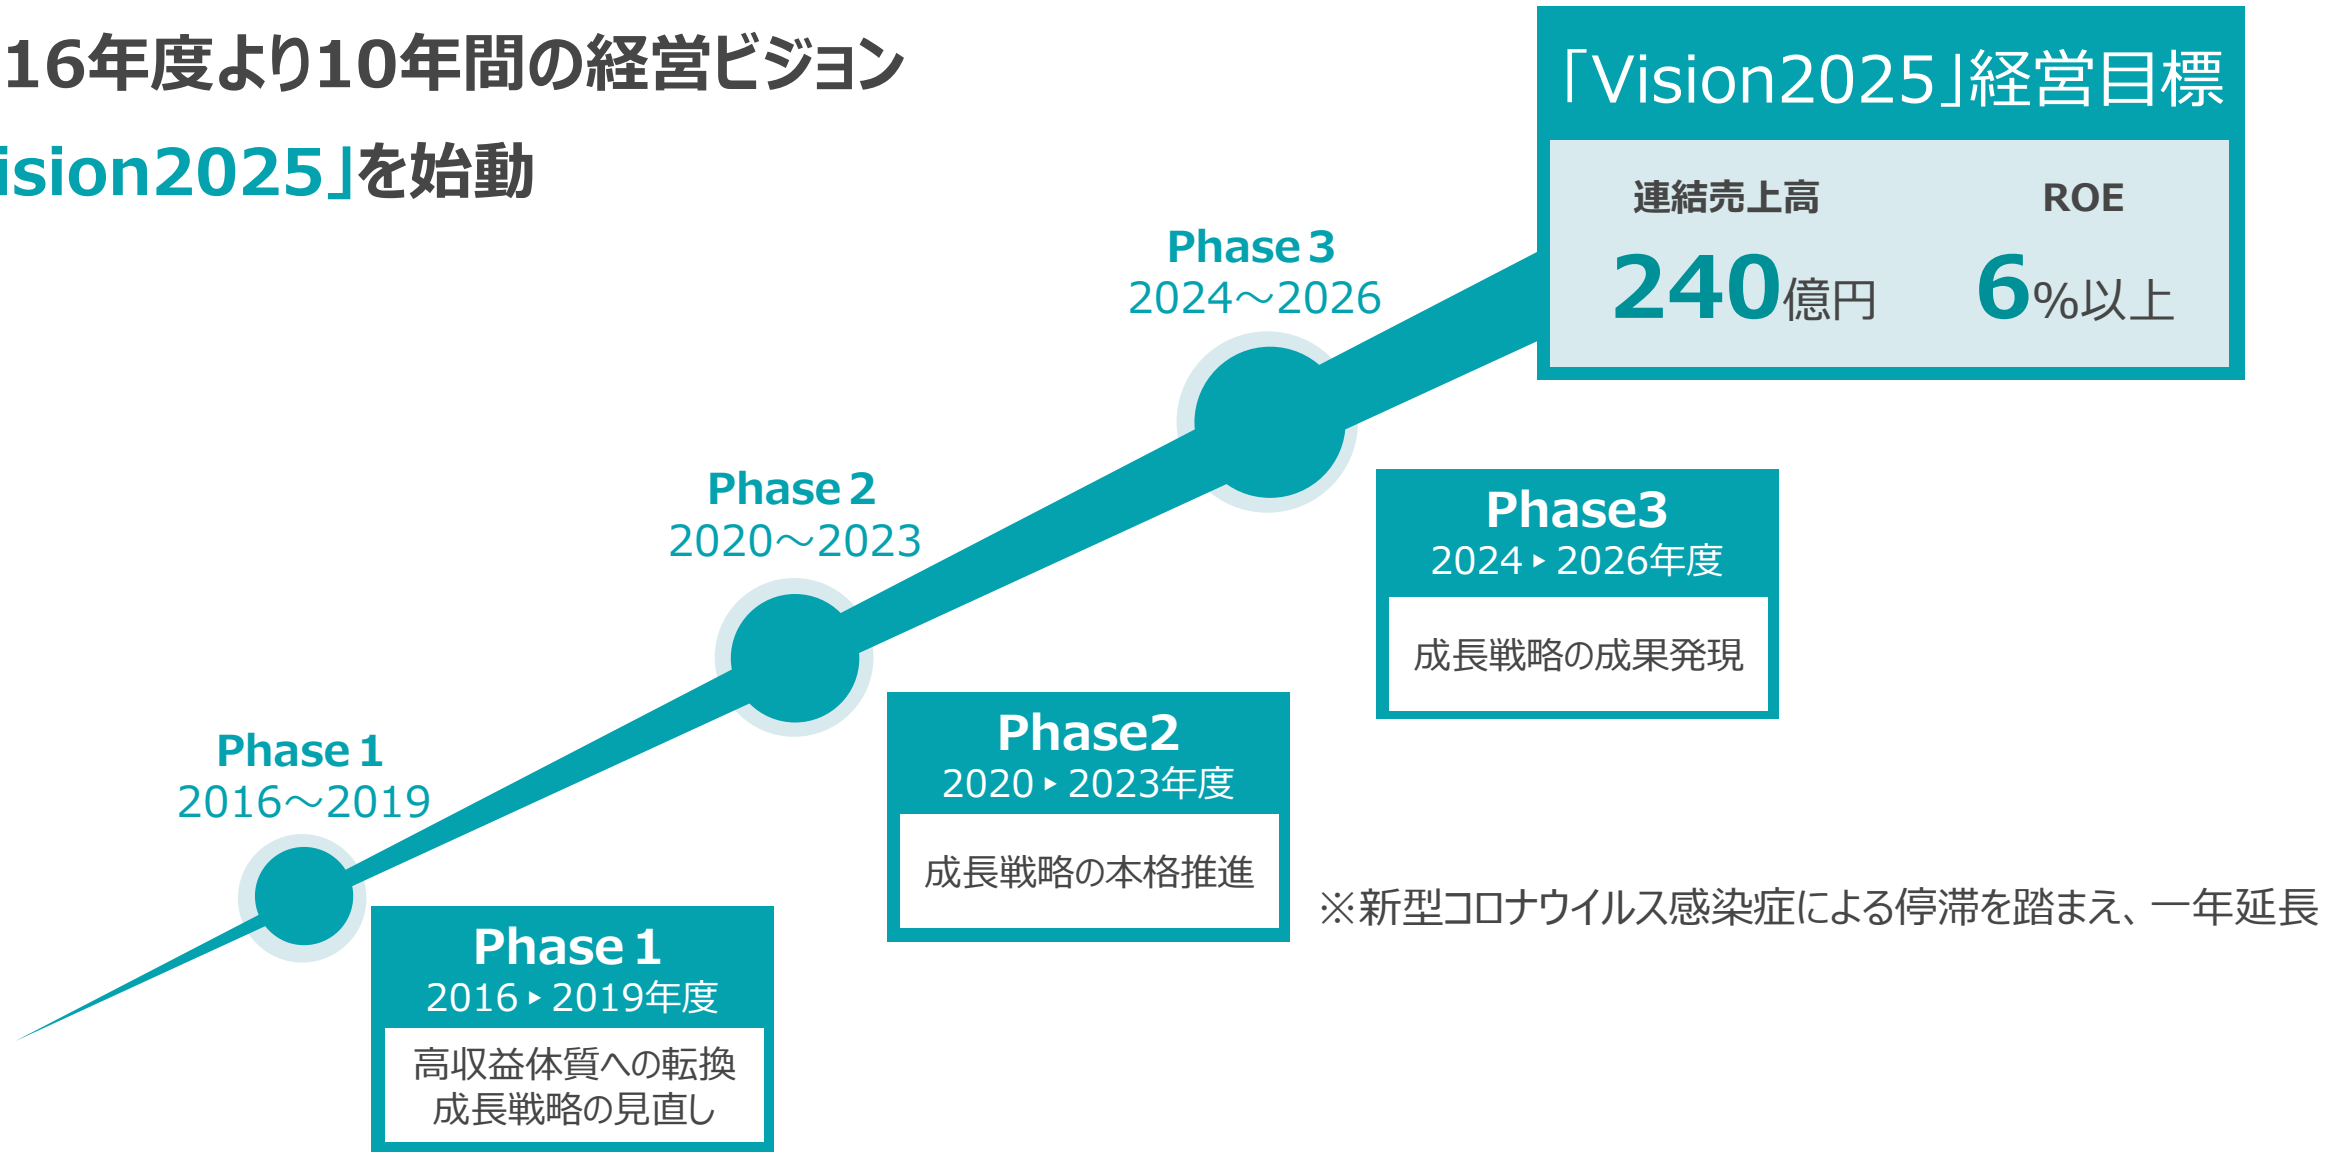 16年度より10年間の経営ビジョン
ision2025」を始動
「Vision2025」経営目標
連結売上高
ROE
240億円
6%以上
Phase 3
2024～2026
Phase 2
2020～2023
Phase 1
2016～2019
Phase3
2024▶2026年度
成長戦略の成果発現
Phase2
2020▶2023年度
成長戦略の本格推進
※新型コロナウイルス感染症による停滞を踏まえ、一年延長
Phase 1
2016▶2019年度
高収益体質への転換
成長戦略の見直し